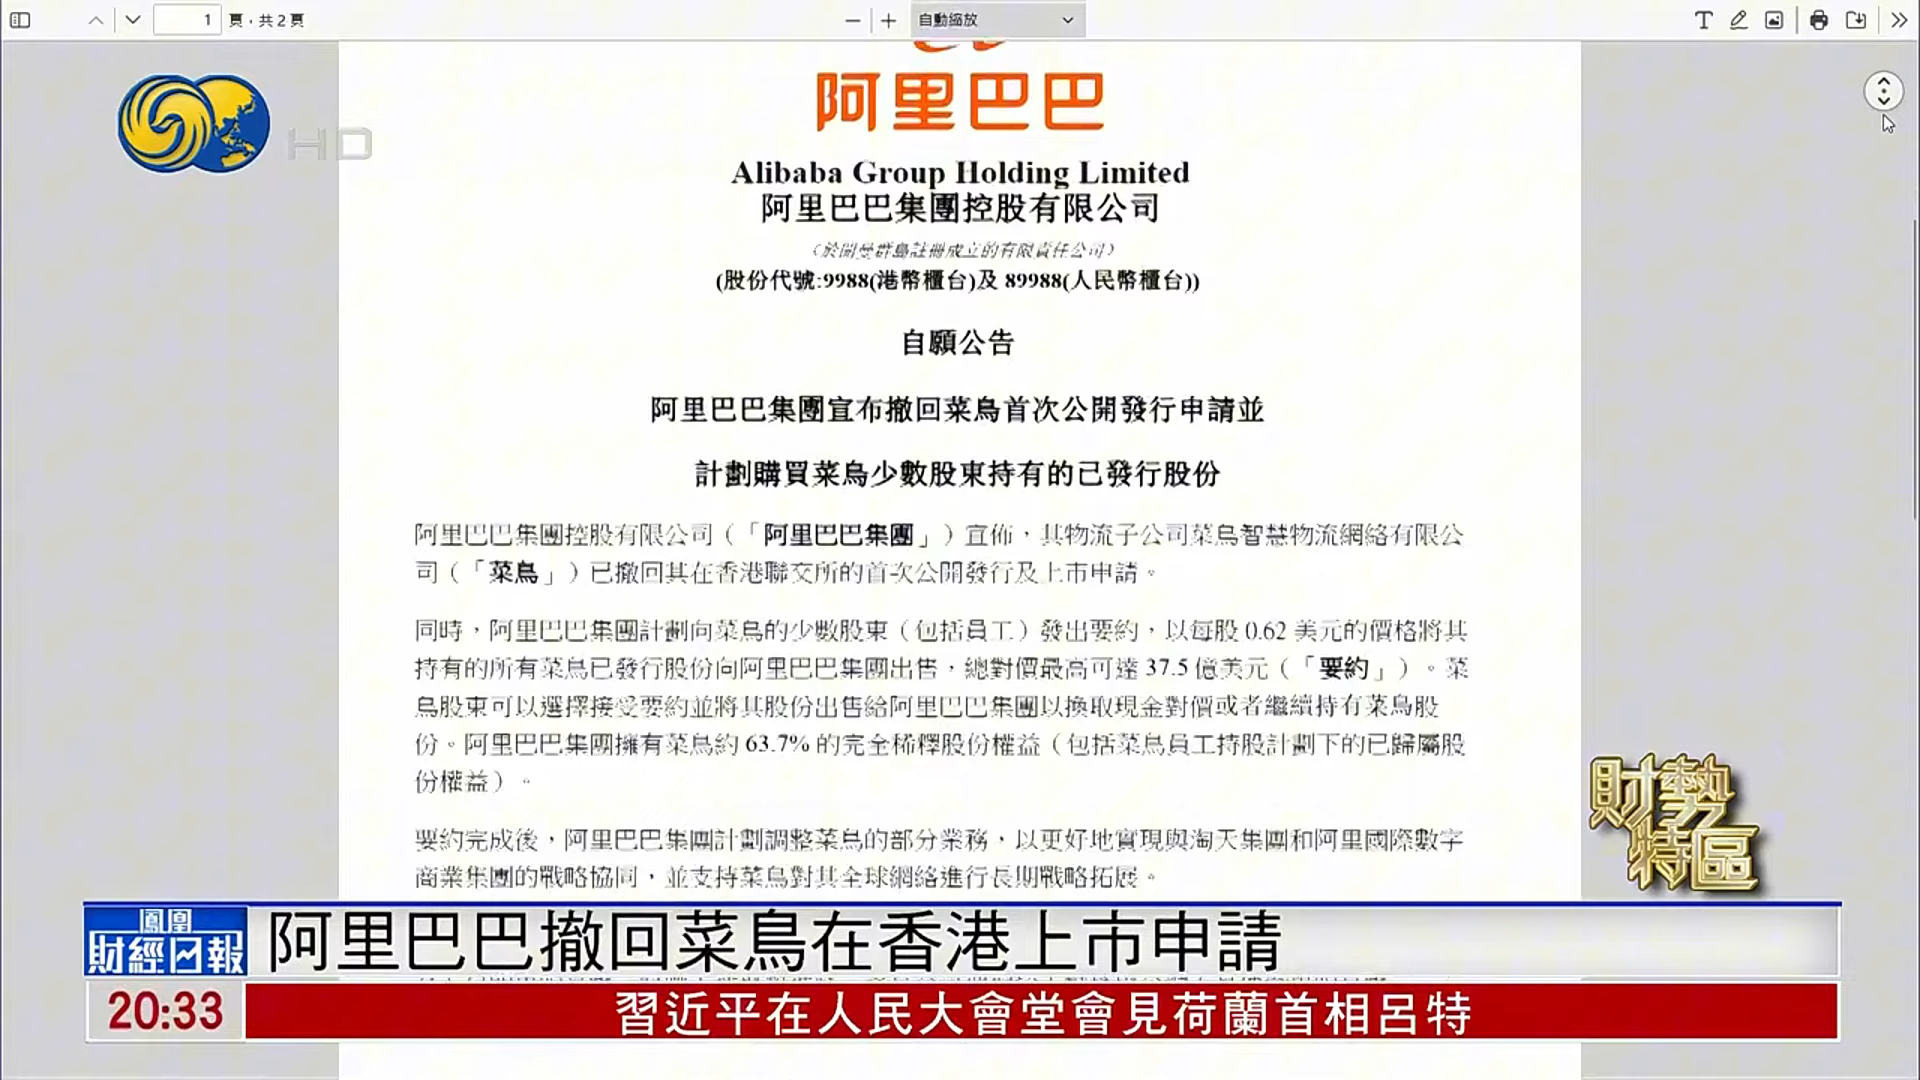 1 頁，共 2 頁
自動縮放
HD
阿里巴巴
Alibaba Group Holding Limited
阿里巴巴集團控股有限公司
（於開曼群島註冊成立的有限責任公司）
(股份代號:9988(港幣櫃台)及 89988(人民幣櫃台))
自願公告
阿里巴巴集團宣布撤回菜鳥首次公開發行申請並
計劃購買菜鳥少數股東持有的已發行股份
阿里巴巴集團控股有限公司（「阿里巴巴集團」）宣佈，其物流子公司菜鳥智慧物流網絡有限公
司（「菜鳥」）已撤回其在香港聯交所的首次公開發行及上市申請。
同時，阿里巴巴集團計劃向菜鳥的少數股東（包括員工）發出要約，以每股 0.62 美元的價格將其
持有的所有菜鳥已發行股份向阿里巴巴集團出售，總對價最高可達 37.5 億美元（「要約」）。菜
鳥股東可以選擇接受要約並將其股份出售給阿里巴巴集團以換取現金對價或者繼續持有菜鳥股
份。阿里巴巴集團擁有菜鳥約 63.7% 的完全稀釋股份權益（包括菜鳥員工持股計劃下的已歸屬股
份權益）。
要約完成後，阿里巴巴集團計劃調整菜鳥的部分業務，以更好地實現與淘天集團和阿里國際數字
商業集團的戰略協同，並支持菜鳥對其全球網絡進行長期戰略拓展。
財勢
特區
鳳凰
財經日報
阿里巴巴撤回菜鳥在香港上市申請
20:33
習近平在人民大會堂會見荷蘭首相呂特